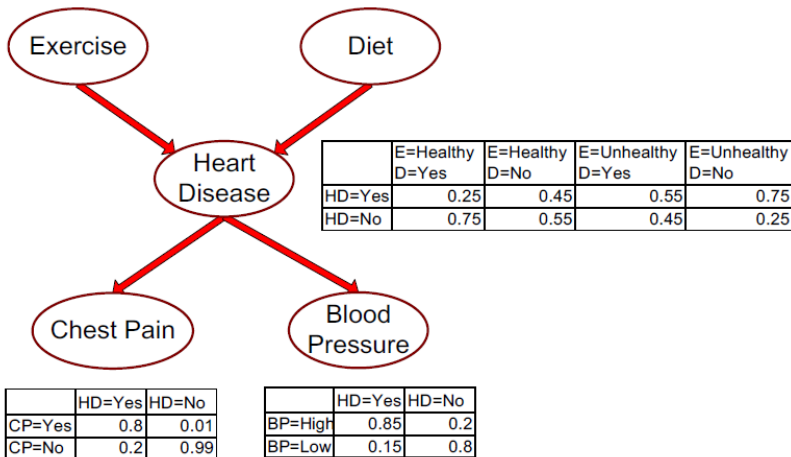 Exercise
Diet
Heart
Disease
E=Healthy E=Healthy E=Unhealthy E=Unhealthy
D=Yes D=No D=Yes D=No
HD=Yes 0.25 0.45 0.55 0.75
HD=No 0.75 0.55 0.45 0.25
Chest Pain
Blood
Pressure
HD=Yes HD=No
CP=Yes 0.8 0.01
CP=No 0.2 0.99
HD=Yes HD=No
BP=High 0.85 0.2
BP=Low 0.15 0.8